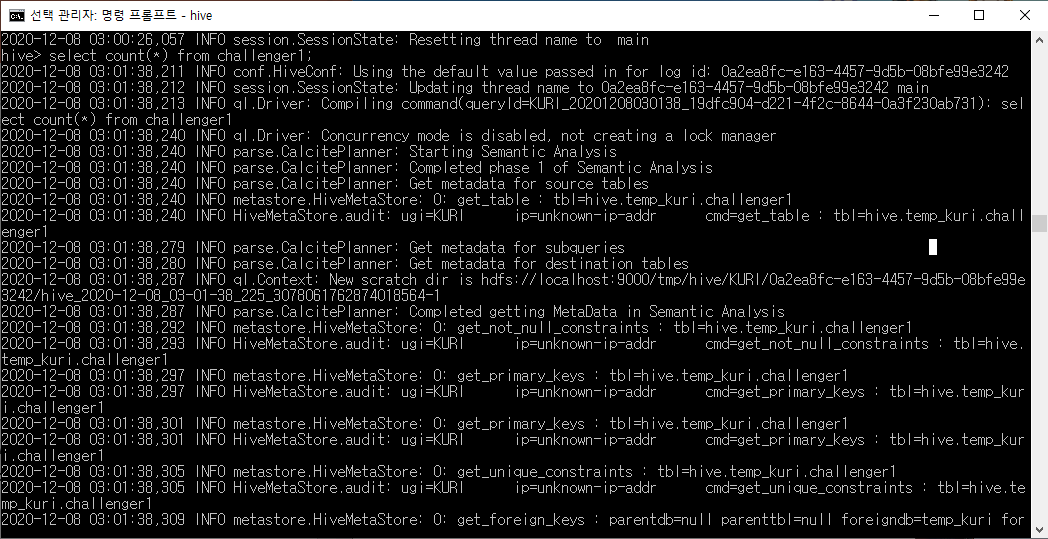 선택 관리자: 명령 프롬프트 - hive
2020-12-08 03:00:26,057 INFO session.SessionState: Resetting thread name to  main
hive> select count(*) from challenger1;
2020-12-08 03:01:38,211 INFO conf.HiveConf: Using the default value passed in for log id: 0a2ea8fc-e163-4457-9d5b-08bfe99e3242
2020-12-08 03:01:38,212 INFO session.SessionState: Updating thread name to 0a2ea8fc-e163-4457-9d5b-08bfe99e3242 main
2020-12-08 03:01:38,213 INFO ql.Driver: Compiling command(queryId=KURI_20201208030138_19dfc904-d221-4f2c-8644-0a3f230ab731): sel
ect count(*) from challenger1
2020-12-08 03:01:38,240 INFO ql.Driver: Concurrency mode is disabled, not creating a lock manager
2020-12-08 03:01:38,240 INFO parse.CalcitePlanner: Starting Semantic Analysis
2020-12-08 03:01:38,240 INFO parse.CalcitePlanner: Completed phase 1 of Semantic Analysis
2020-12-08 03:01:38,240 INFO parse.CalcitePlanner: Get metadata for source tables
2020-12-08 03:01:38,240 INFO metastore.HiveMetaStore: 0: get_table : tbl=hive.temp_kuri.challenger1
2020-12-08 03:01:38,240 INFO HiveMetaStore.audit: ugi=KURI      ip=unknown-ip-addr      cmd=get_table : tbl=hive.temp_kuri.chall
enger1
2020-12-08 03:01:38,279 INFO parse.CalcitePlanner: Get metadata for subqueries
2020-12-08 03:01:38,280 INFO parse.CalcitePlanner: Get metadata for destination tables
2020-12-08 03:01:38,287 INFO ql.Context: New scratch dir is hdfs://localhost:9000/tmp/hive/KURI/0a2ea8fc-e163-4457-9d5b-08bfe99e
3242/hive_2020-12-08_03-01-38_225_3078061762874018564-1
2020-12-08 03:01:38,287 INFO parse.CalcitePlanner: Completed getting MetaData in Semantic Analysis
2020-12-08 03:01:38,292 INFO metastore.HiveMetaStore: 0: get_not_null_constraints : tbl=hive.temp_kuri.challenger1
2020-12-08 03:01:38,293 INFO HiveMetaStore.audit: ugi=KURI      ip=unknown-ip-addr      cmd=get_not_null_constraints : tbl=hive.
temp_kuri.challenger1
2020-12-08 03:01:38,297 INFO metastore.HiveMetaStore: 0: get_primary_keys : tbl=hive.temp_kuri.challenger1
2020-12-08 03:01:38,297 INFO HiveMetaStore.audit: ugi=KURI      ip=unknown-ip-addr      cmd=get_primary_keys : tbl=hive.temp_kur
i.challenger1
2020-12-08 03:01:38,301 INFO metastore.HiveMetaStore: 0: get_primary_keys : tbl=hive.temp_kuri.challenger1
2020-12-08 03:01:38,301 INFO HiveMetaStore.audit: ugi=KURI      ip=unknown-ip-addr      cmd=get_primary_keys : tbl=hive.temp_kur
i.challenger1
2020-12-08 03:01:38,305 INFO metastore.HiveMetaStore: 0: get_unique_constraints : tbl=hive.temp_kuri.challenger1
2020-12-08 03:01:38,305 INFO HiveMetaStore.audit: ugi=KURI      ip=unknown-ip-addr      cmd=get_unique_constraints : tbl=hive.te
mp_kuri.challenger1
2020-12-08 03:01:38,309 INFO metastore.HiveMetaStore: 0: get_foreign_keys : parentdb=null parenttbl=null foreigndb=temp_kuri for